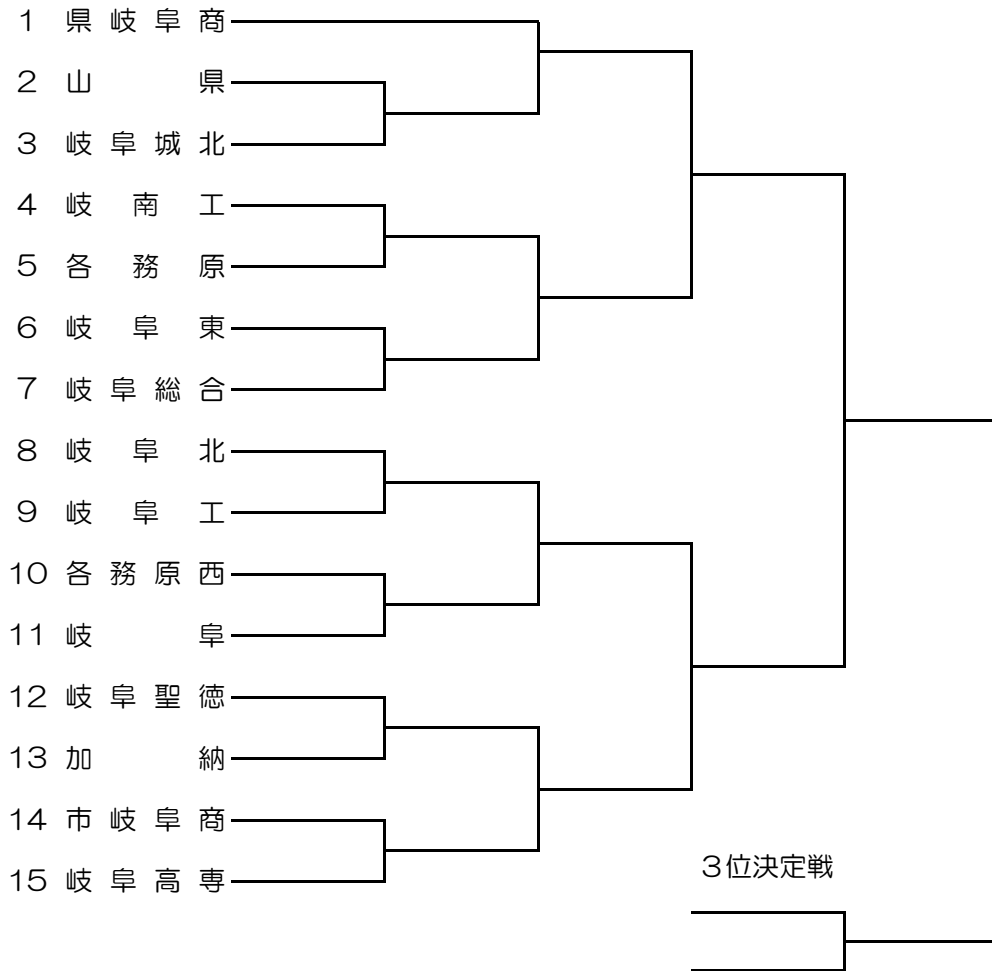 1 県岐阜商
2 山県
3 岐阜城北
4 岐南工
5 各務原
6 岐阜東
7 岐阜総合
8 岐阜北
9 岐阜工
10 各務原西
11 岐阜
12 岐阜聖徳
13 加納
14 市岐阜商
15 岐阜高専
3位決定戦